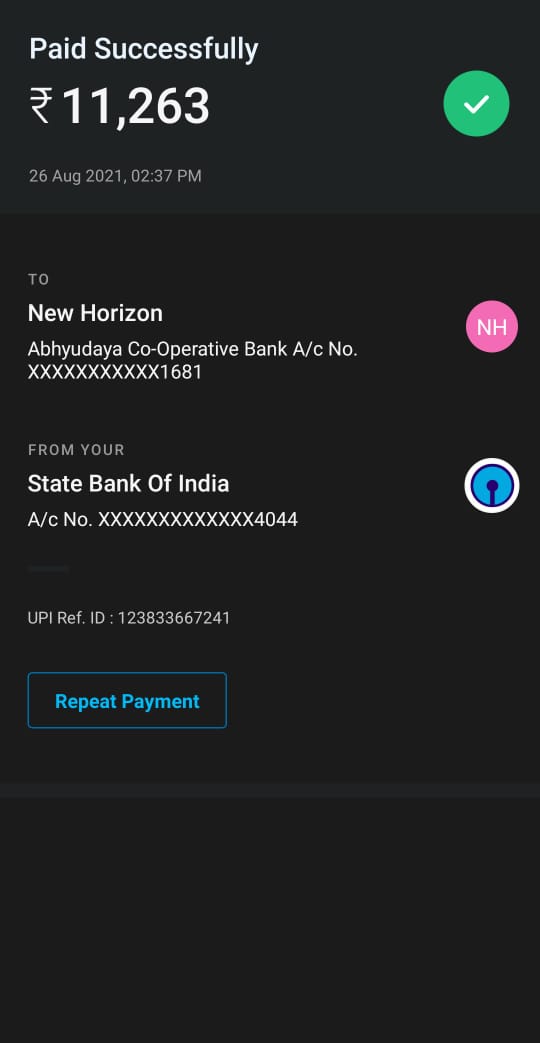 Paid Successfully
₹11,263
26 Aug 2021, 02:37 PM
TO
New Horizon
NH
Abhyudaya Co-Operative Bank A/c No.
XXXXXXXXXXX1681
FROM YOUR
State Bank Of India
A/c No. XXXXXXXXXXXXX4044
UPI Ref. ID : 123833667241
Repeat Payment